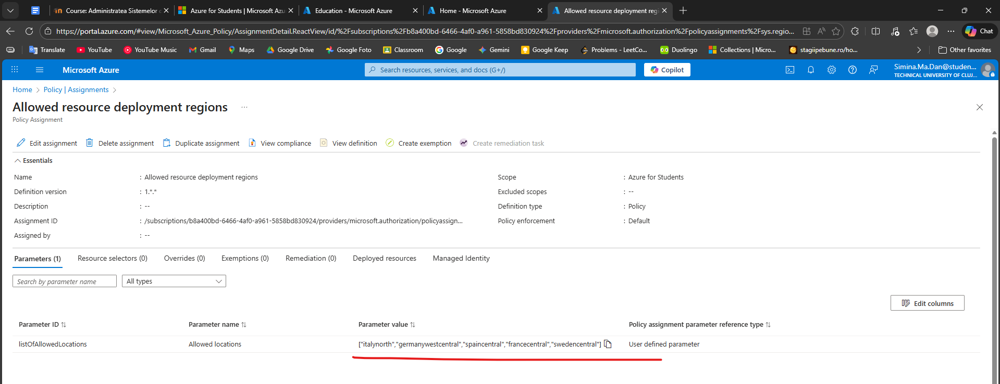 Course: Administratea Sistemelor d
Azure for Students | Microsoft Azu
Education - Microsoft Azure
Home - Microsoft Azure
Allowed resource deployment regi
https://portal.azure.com/#view/Microsoft_Azure_Policy/AssignmentDetail.ReactView/id/%2Fsubscriptions%2Fb8a400bd-6466-4af0-a961-5858bd830924%2Fproviders%2Fmicrosoft.authorization%2Fpolicyassignments%2Fsys.regio...
Chat
Translate
YouTube
YouTube Music
Gmail
Maps
Google Drive
Google Foto
Classroom
Google
Gemini
Google Keep
Problems - LeetCo...
Duolingo
Collections | Micro...
stagiipebune.ro/ho...
Other favorites
Microsoft Azure
Search resources, services, and docs (G+/)
Copilot
Simina.Ma.Dan@studen...
TECHNICAL UNIVERSITY OF CLUJ...
Home > Policy | Assignments >
Allowed resource deployment regions ...
Policy Assignment
Edit assignment
Delete assignment
Duplicate assignment
View compliance
View definition
Create exemption
Create remediation task
Essentials
Name : Allowed resource deployment regions
Scope : Azure for Students
Definition version : 1.*.*
Excluded scopes : --
Description : --
Definition type : Policy
Assignment ID : /subscriptions/b8a400bd-6466-4af0-a961-5858bd830924/providers/microsoft.authorization/policyassign...
Policy enforcement : Default
Assigned by : --
Parameters (1)
Resource selectors (0)
Overrides (0)
Exemptions (0)
Remediation (0)
Deployed resources
Managed Identity
Search by parameter name
All types
Edit columns
Parameter ID
Parameter name
Parameter value
Policy assignment parameter reference type
listOfAllowedLocations
Allowed locations
["italynorth","germanywestcentral","spaincentral","francecentral","swedencentral"]
User defined parameter